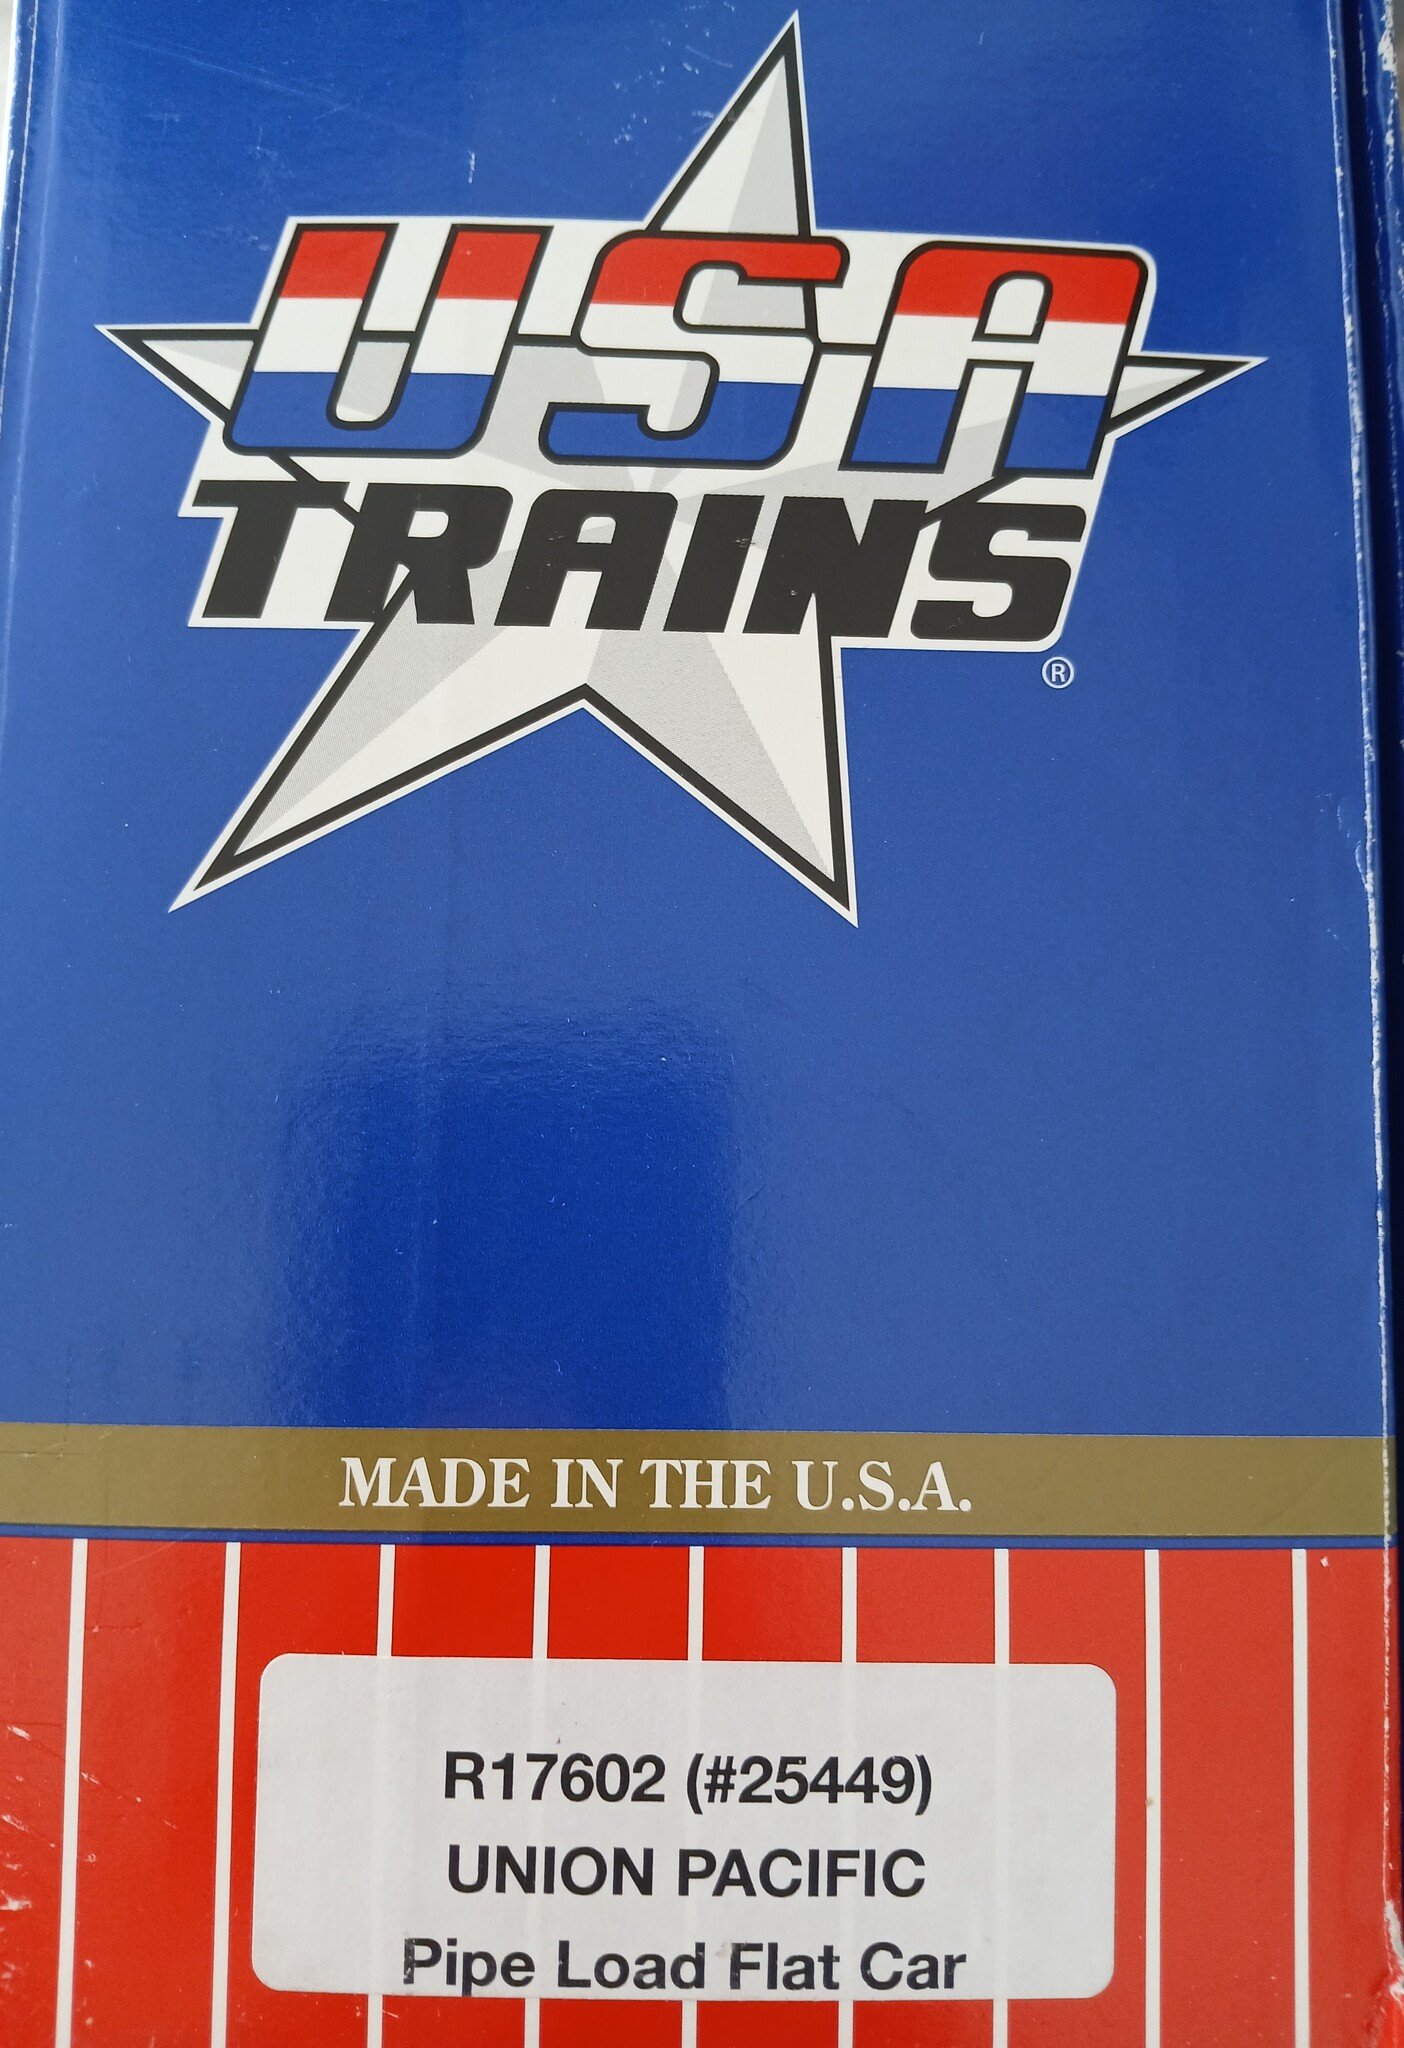 USA
TRAINS
®
MADE IN THE U.S.A.
R17602 (#25449)
UNION PACIFIC
Pipe Load Flat Car